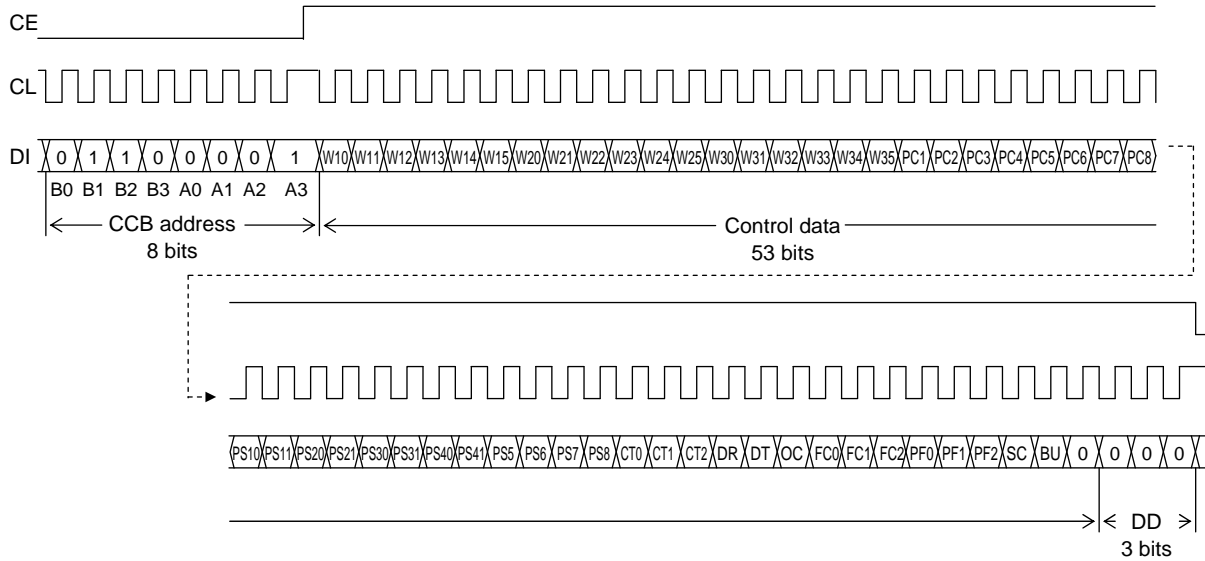 CE
CL
DI 0 1 1 0 0 0 0 1 W10 W11 W12 W13 W14 W15 W20 W21 W22 W23 W24 W25 W30 W31 W32 W33 W34 W35 PC1 PC2 PC3 PC4 PC5 PC6 PC7 PC8
B0 B1 B2 B3 A0 A1 A2 A3
CCB address
8 bits
Control data
53 bits
PS10 PS11 PS20 PS21 PS30 PS31 PS40 PS41 PS5 PS6 PS7 PS8 CT0 CT1 CT2 DR DT OC FC0 FC1 FC2 PF0 PF1 PF2 SC BU 0 0 0 0
DD
3 bits